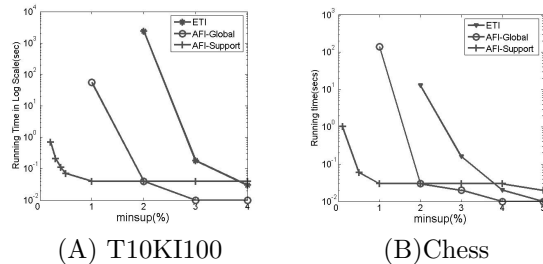 10^4
10^3
10^2
10^1
10^0
10^-1
10^-2
Running Time in Log Scale(sec)
ETI
AFI-Global
AFI-Support
0 1 2 3 4
minsup(%)
(A) T10KI100
10^3
10^2
10^1
10^0
10^-1
10^-2
Running time(secs)
ETI
AFI-Global
AFI-Support
0 1 2 3 4 5
minsup(%)
(B)Chess